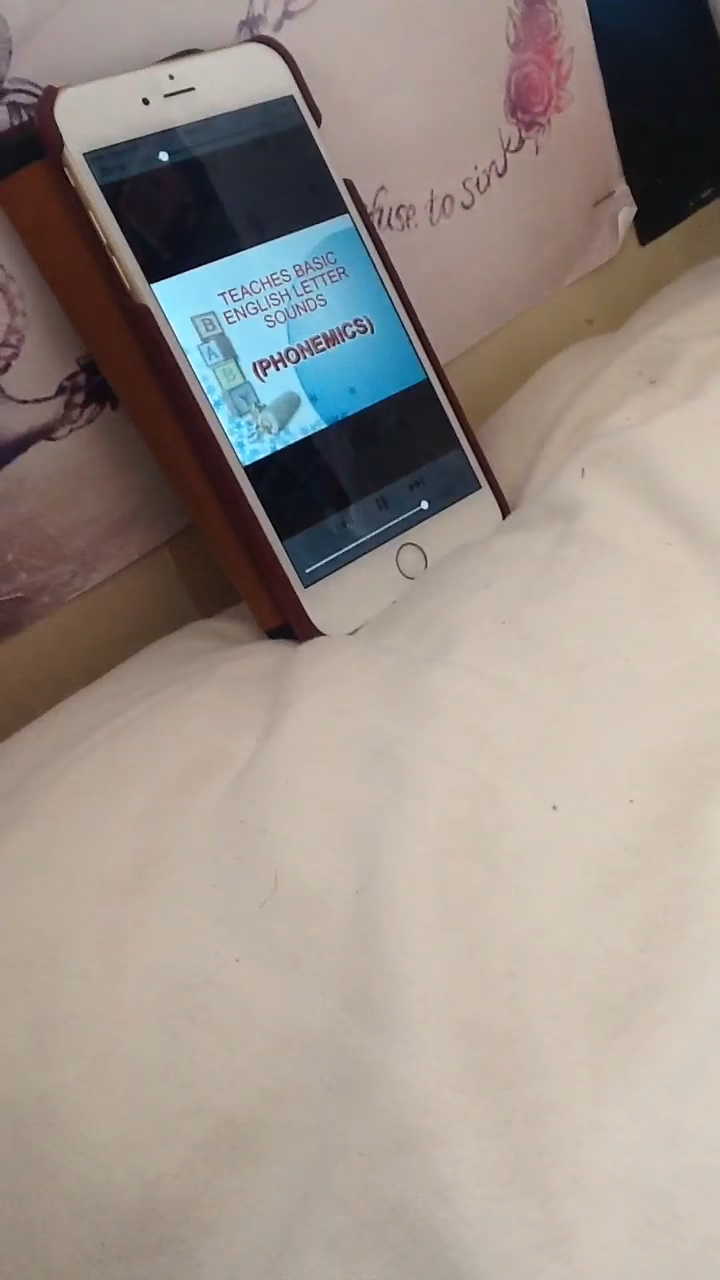 fuse to sink
TEACHES BASIC
ENGLISH LETTER
SOUNDS
(PHONEMICS)
B
A
B
Y